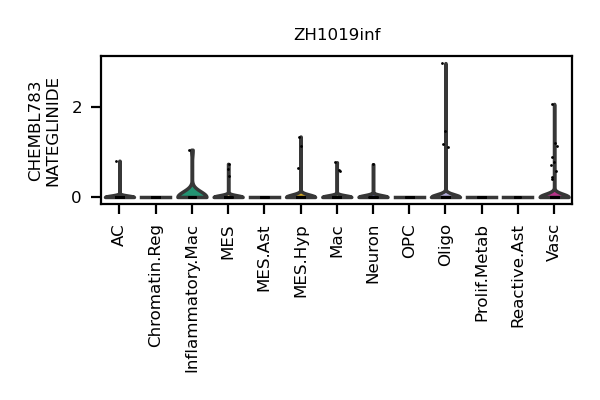 ZH1019inf
CHEMBL783
NATEGLINIDE
2
0
AC
Chromatin.Reg
Inflammatory.Mac
MES
MES.Ast
MES.Hyp
Mac
Neuron
OPC
Oligo
Prolif.Metab
Reactive.Ast
Vasc